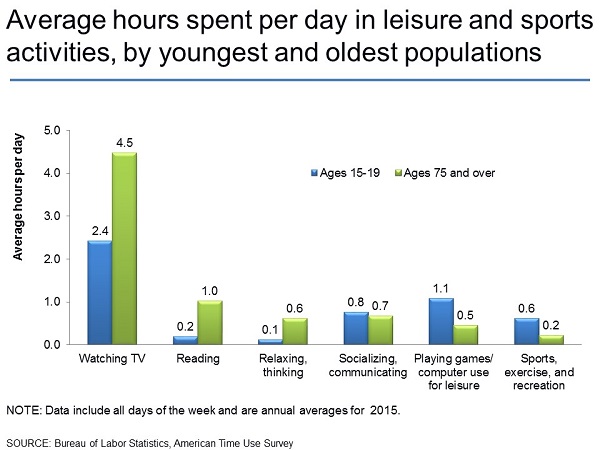 Average hours spent per day in leisure and sports
activities, by youngest and oldest populations
Average hours per day
5.0
4.0
3.0
2.0
1.0
0.0
Ages 15-19
Ages 75 and over
2.4
4.5
0.2
1.0
0.1
0.6
0.8
0.7
1.1
0.5
0.6
0.2
Watching TV
Reading
Relaxing,
thinking
Socializing,
communicating
Playing games/
computer use
for leisure
Sports,
exercise, and
recreation
NOTE: Data include all days of the week and are annual averages for 2015.
SOURCE: Bureau of Labor Statistics, American Time Use Survey